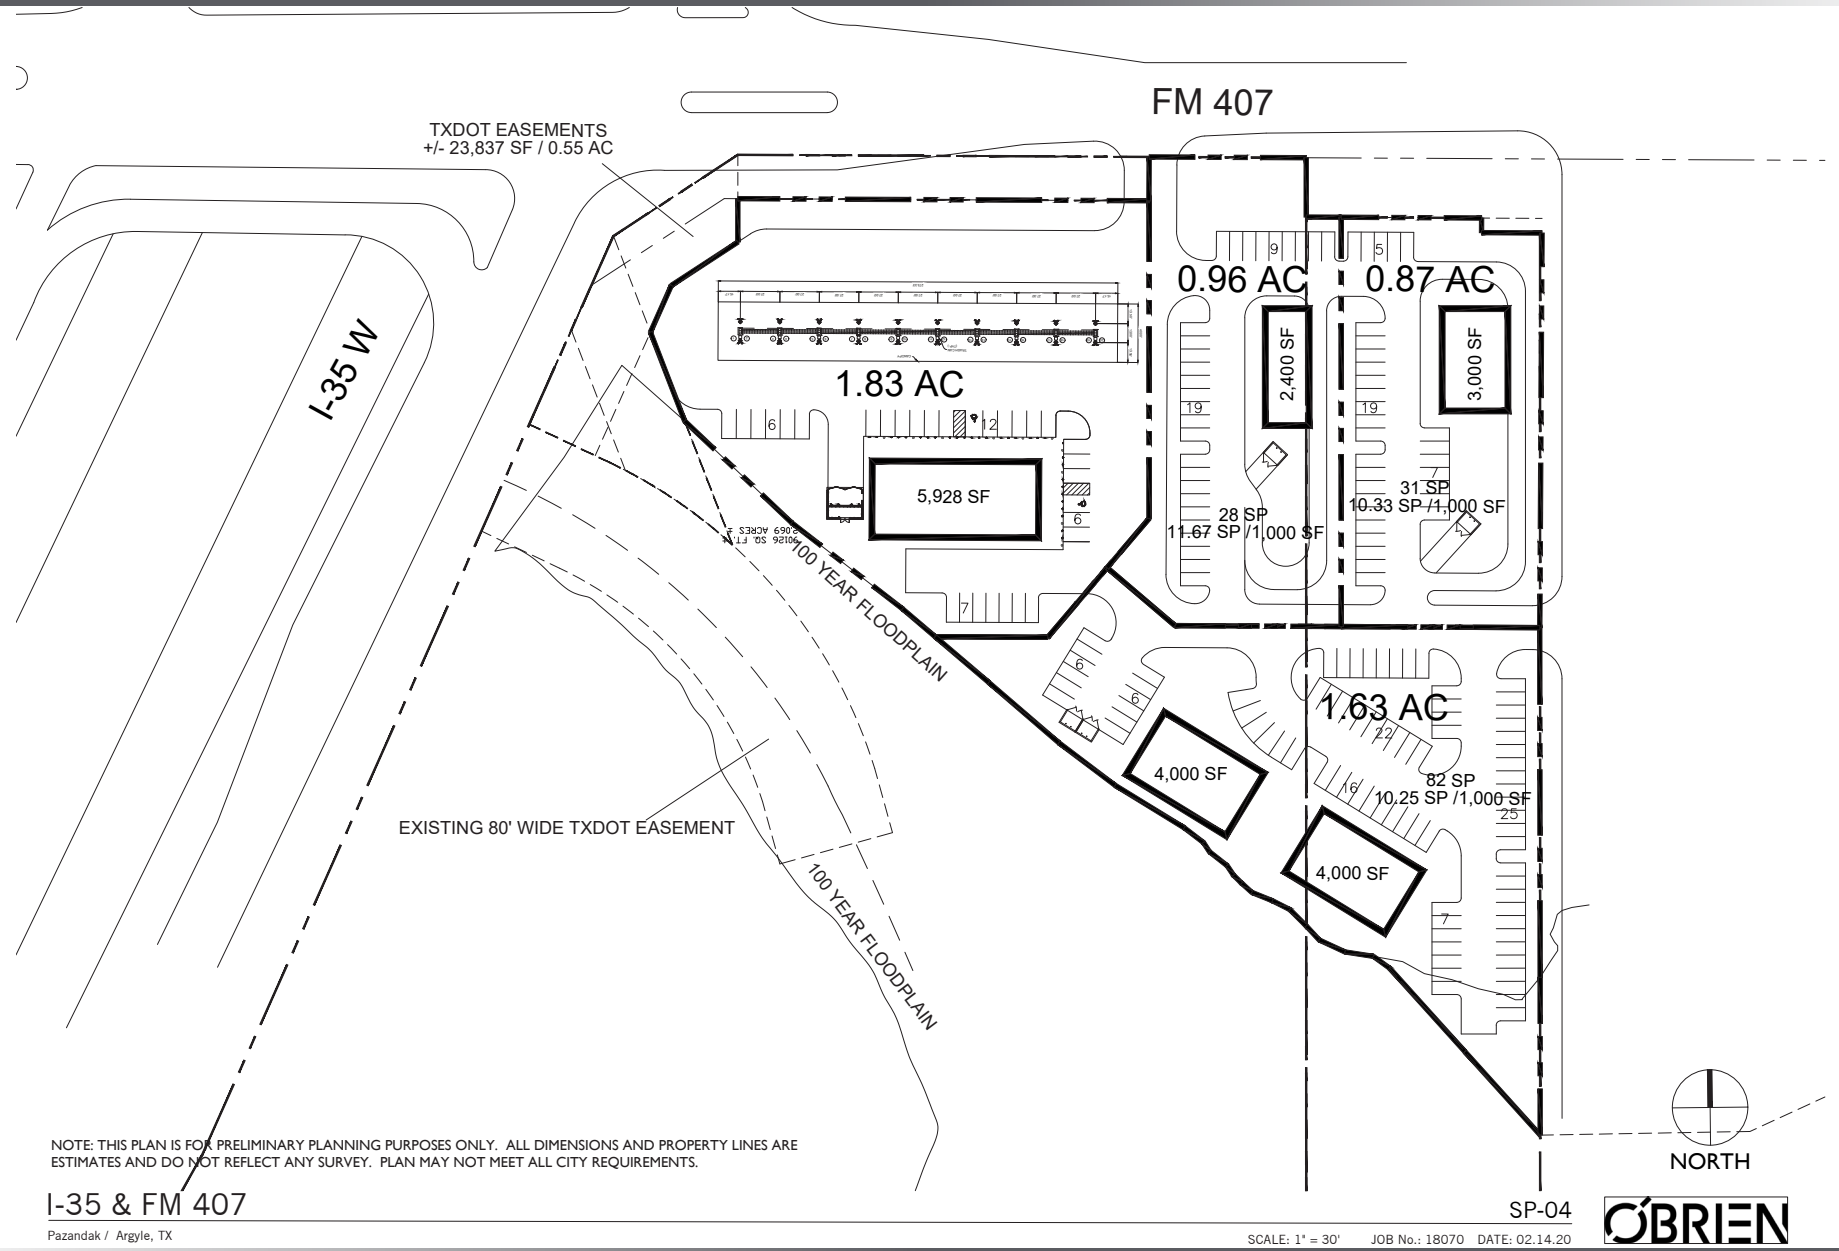 FM 407
TXDOT EASEMENTS
+/- 23,837 SF / 0.55 AC
I-35 W
9
5
0.96 AC
0.87 AC
1.83 AC
2,400 SF
3,000 SF
19
19
6
12
7
5,928 SF
6
7
31 SP
10.33 SP /1,000 SF
28 SP
11.67 SP /1,000 SF
90126 SQ. FT. ±
2.069 ACRES ±
100 YEAR FLOODPLAIN
6
6
1.63 AC
22
4,000 SF
16
82 SP
10.25 SP /1,000 SF
25
4,000 SF
7
EXISTING 80' WIDE TXDOT EASEMENT
100 YEAR FLOODPLAIN
NOTE: THIS PLAN IS FOR PRELIMINARY PLANNING PURPOSES ONLY. ALL DIMENSIONS AND PROPERTY LINES ARE
ESTIMATES AND DO NOT REFLECT ANY SURVEY. PLAN MAY NOT MEET ALL CITY REQUIREMENTS.
NORTH
I-35 & FM 407
SP-04
Pazandak / Argyle, TX
SCALE: 1" = 30' JOB No.: 18070 DATE: 02.14.20
O'BRIEN